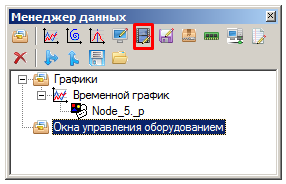 Менеджер данных
Графики
Временной график
Node_5._p
Окна управления оборудованием